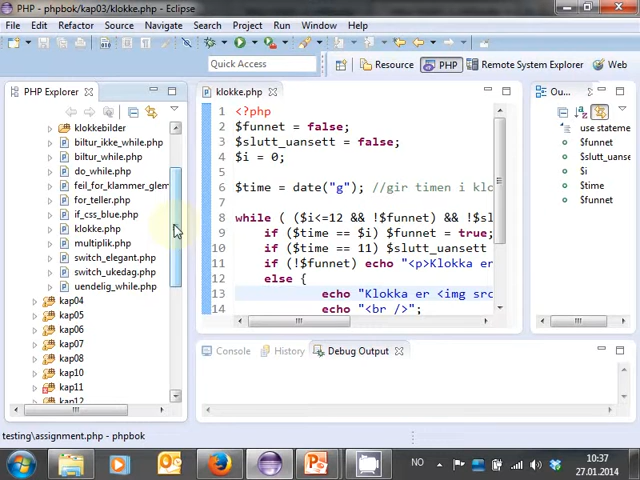 PHP - phpbok/kap03/klokke.php - Eclipse
File Edit Refactor Source Navigate Search Project Run Window Help
Quick Access
Resource PHP Remote System Explorer Web
PHP Explorer
klokkebilder
biltur_ikke_while.php
biltur_while.php
do_while.php
feil_for_klammer_glem
for_teller.php
if_css_blue.php
klokke.php
multiplik.php
switch_elegant.php
switch_ukedag.php
uendelig_while.php
kap04
kap05
kap06
kap07
kap08
kap10
kap11
kap12
klokke.php
1 <?php
2 $funnet = false;
3 $slutt_uansett = false;
4 $i = 0;
5
6 $time = date("g"); //gir timen i klo
7
8 while ( ($i<=12 && !$funnet) && !$sl
9 if ($time == $i) $funnet = true;
10 if ($time == 11) $slutt_uansett =
11 if (!$funnet) echo "<p>Klokka er
12 else {
13 echo "Klokka er <img src
14 echo "<br />";
Ou...
use stateme
$funnet
$slutt_uanse
$i
$time
$funnet
Console History Debug Output
testing\assignment.php - phpbok
NO
10:37
27.01.2014